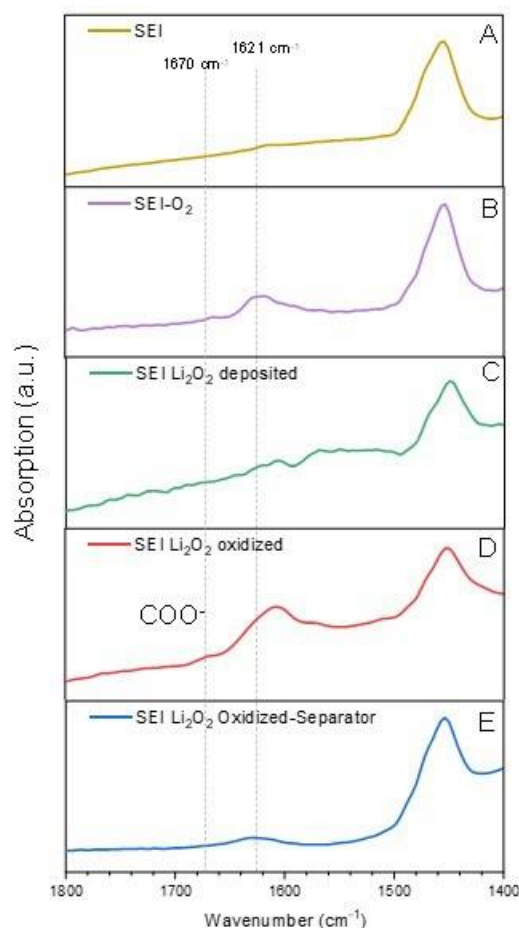 SEI
A
1670 cm⁻¹
1621 cm⁻¹
SEI-O₂
B
SEI Li₂O₂ deposited
C
SEI Li₂O₂ oxidized
D
COO⁻
SEI Li₂O₂ Oxidized-Separator
E
Absorption (a.u.)
1800 1700 1600 1500 1400
Wavenumber (cm⁻¹)